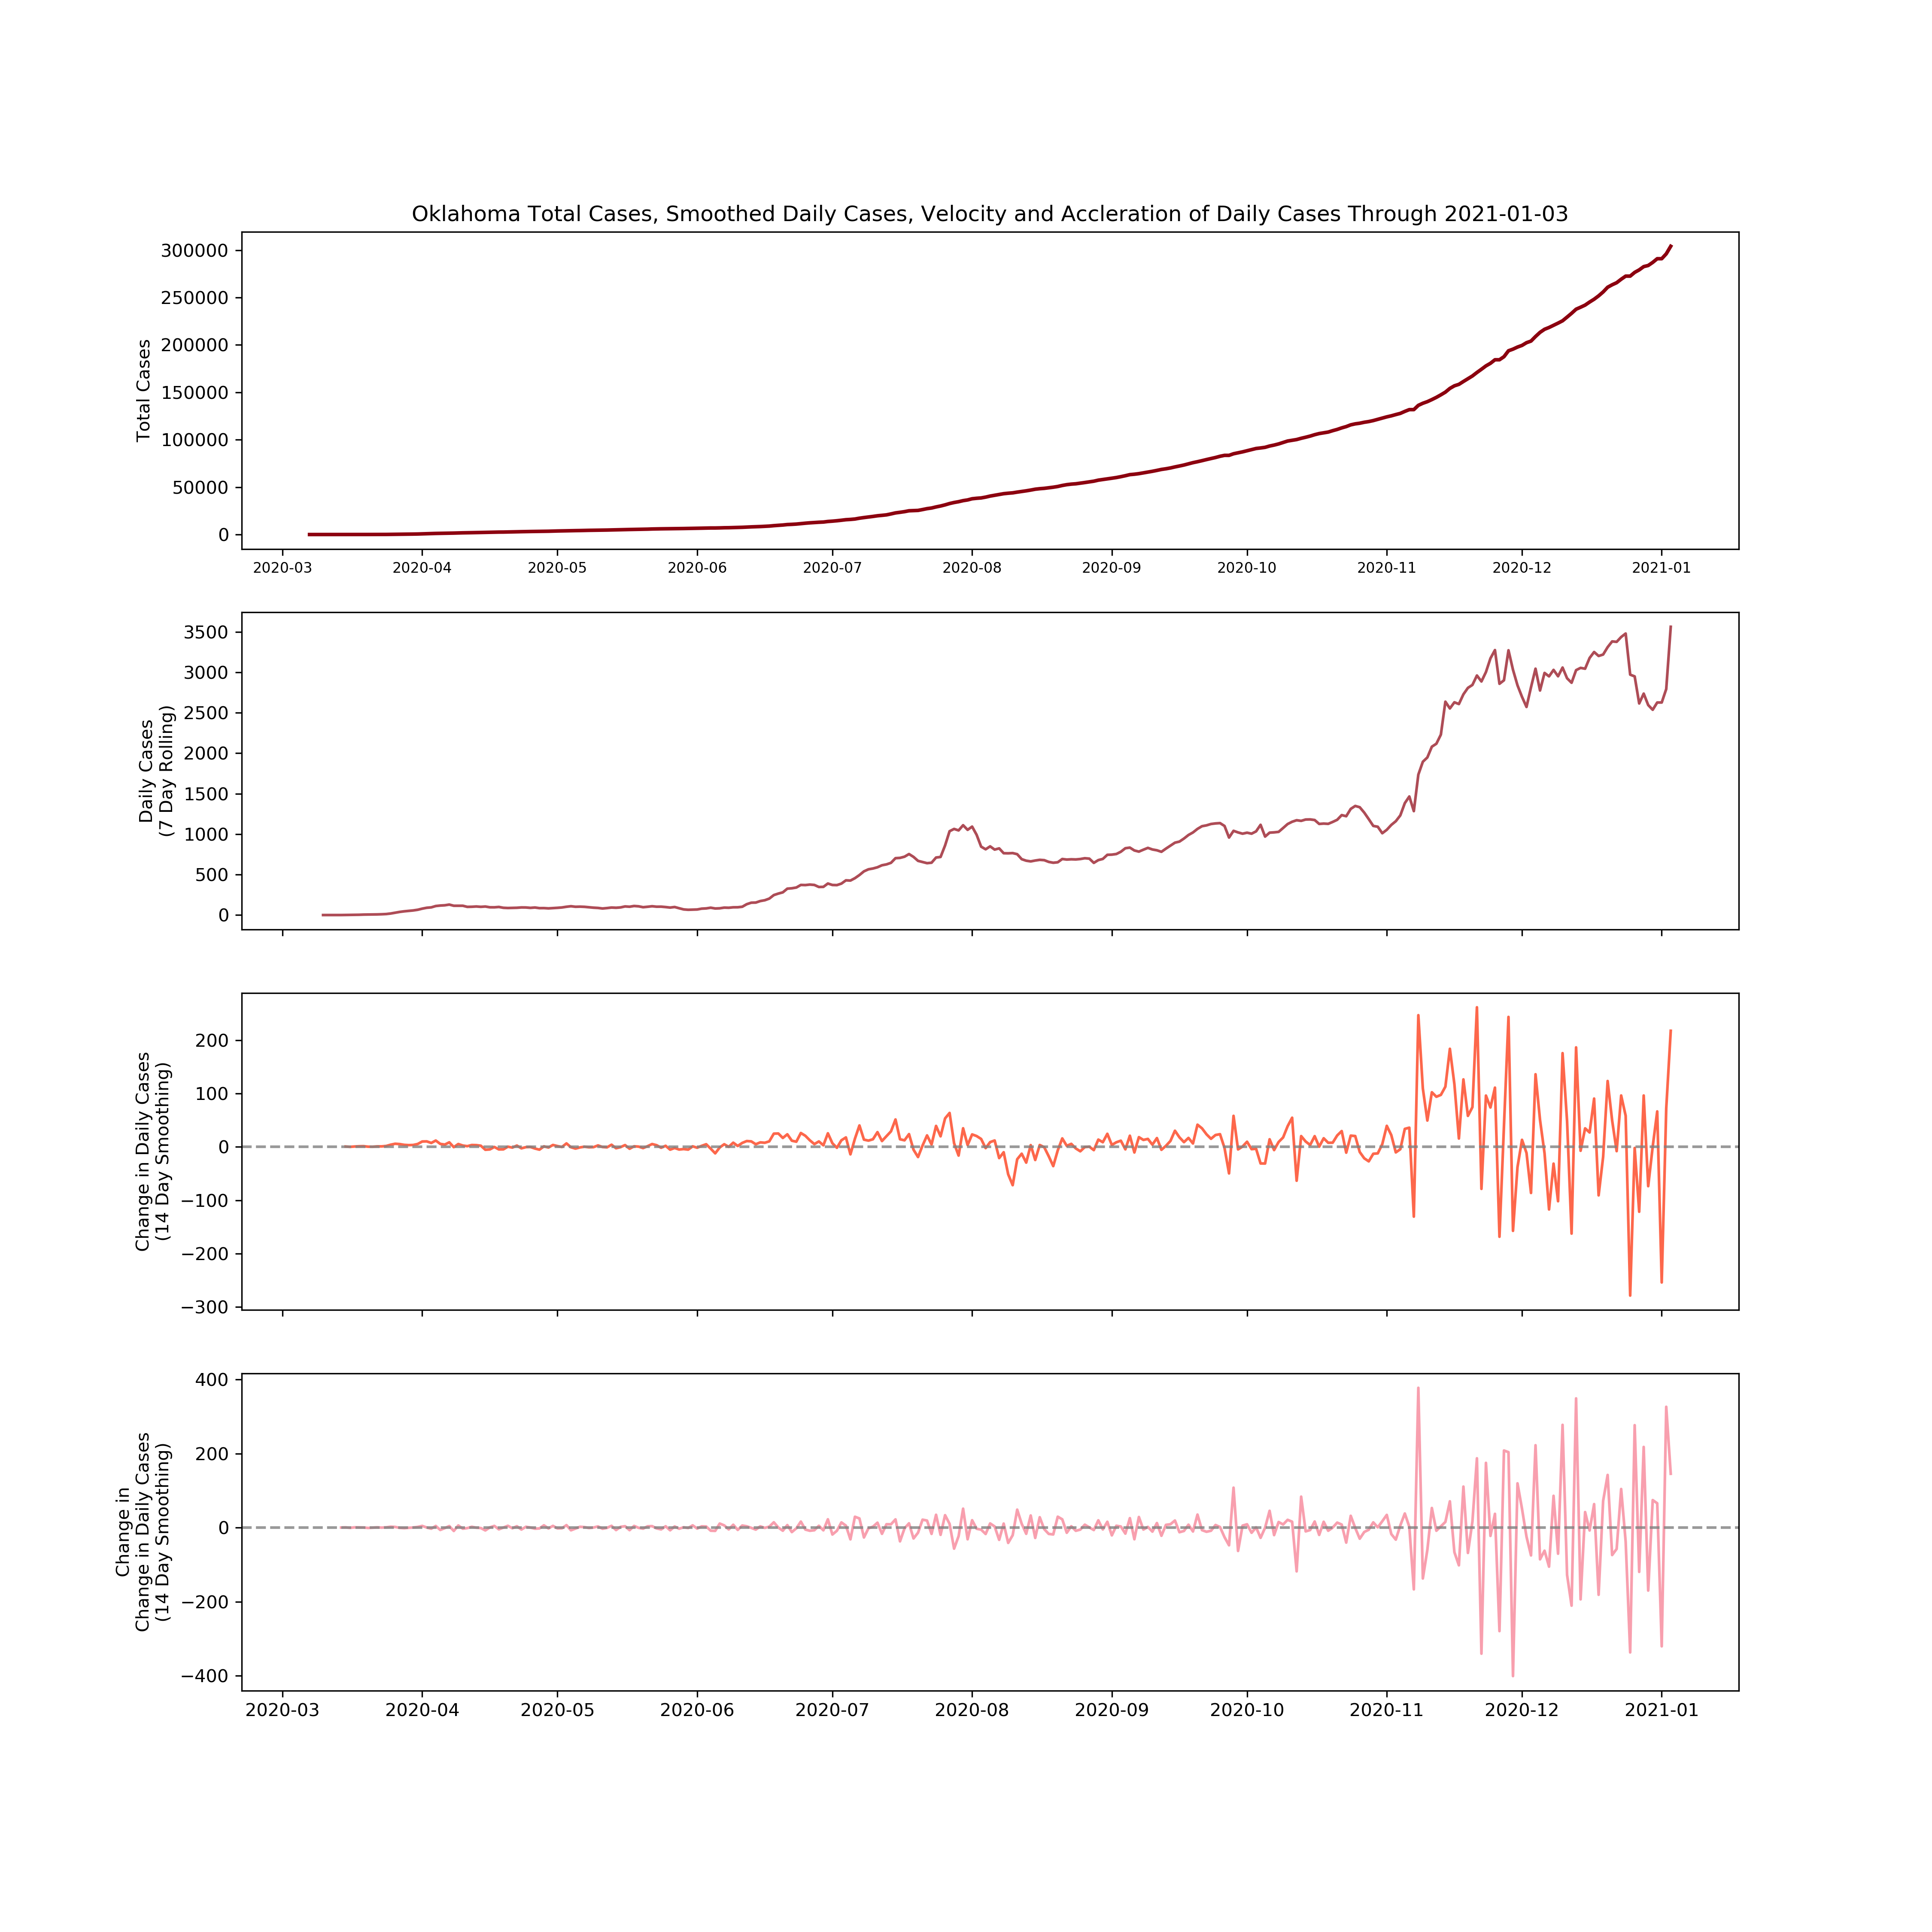 Oklahoma Total Cases, Smoothed Daily Cases, Velocity and Accleration of Daily Cases Through 2021-01-03
Total Cases
300000
250000
200000
150000
100000
50000
0
2020-03 2020-04 2020-05 2020-06 2020-07 2020-08 2020-09 2020-10 2020-11 2020-12 2021-01
Daily Cases
(7 Day Rolling)
3500
3000
2500
2000
1500
1000
500
0
Change in Daily Cases
(14 Day Smoothing)
200
100
0
−100
−200
−300
Change in
Change in Daily Cases
(14 Day Smoothing)
400
200
0
−200
−400
2020-03 2020-04 2020-05 2020-06 2020-07 2020-08 2020-09 2020-10 2020-11 2020-12 2021-01